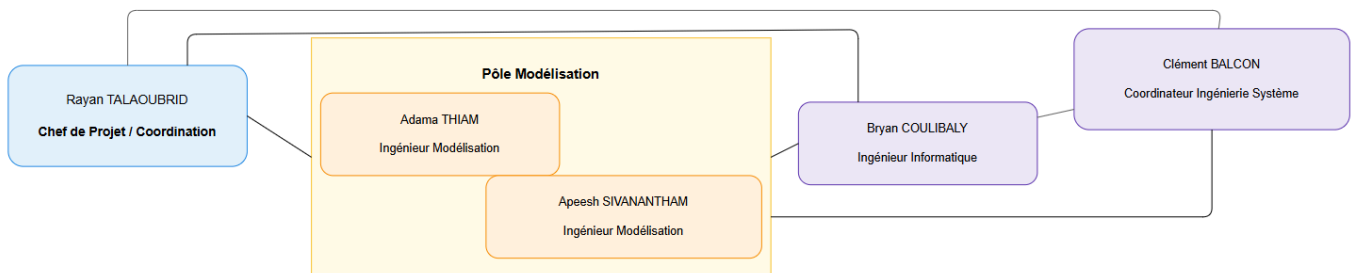 Rayan TALAOUBRID
Chef de Projet / Coordination
Pôle Modélisation
Adama THIAM
Ingénieur Modélisation
Apeesh SIVANANTHAM
Ingénieur Modélisation
Bryan COULIBALY
Ingénieur Informatique
Clément BALCON
Coordinateur Ingénierie Système